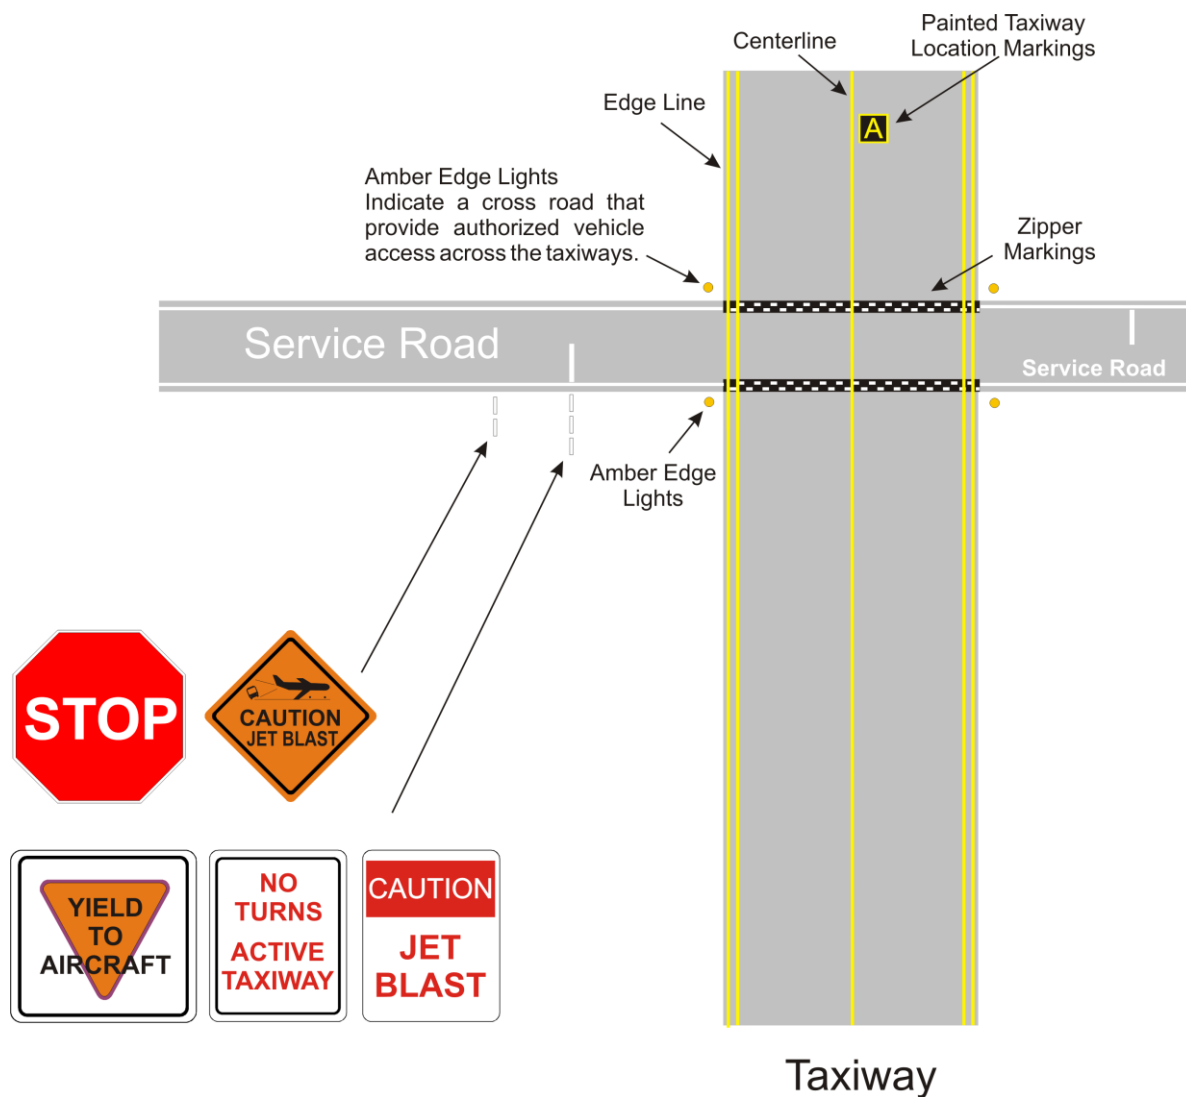 Painted Taxiway
Location Markings
Centerline
Edge Line
A
Amber Edge Lights
Indicate a cross road that
provide authorized vehicle
access across the taxiways.
Zipper
Markings
Service Road
Service Road
Amber Edge
Lights
STOP
CAUTION
JET BLAST
YIELD
TO
AIRCRAFT
NO
TURNS
ACTIVE
TAXIWAY
CAUTION
JET
BLAST
Taxiway